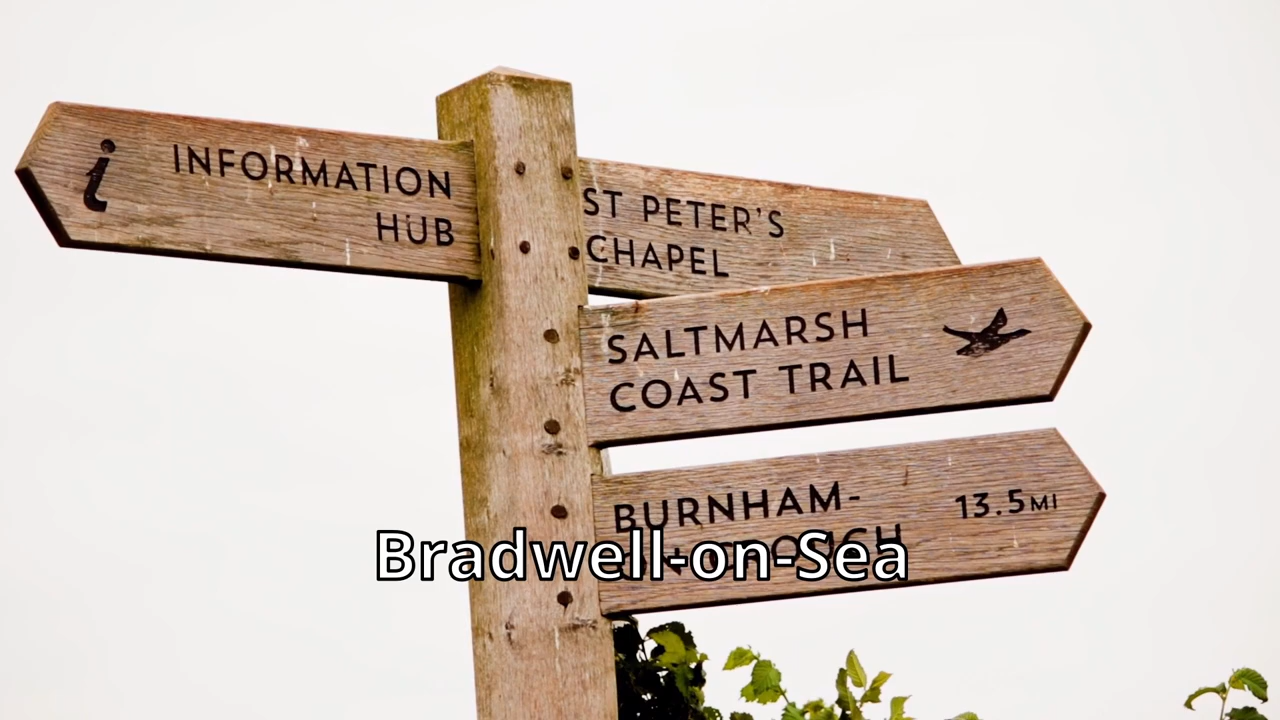 INFORMATION
HUB
ST PETER'S
CHAPEL
SALTMARSH
COAST TRAIL
BURNHAM-
13.5MI
Bradwell-on-Sea